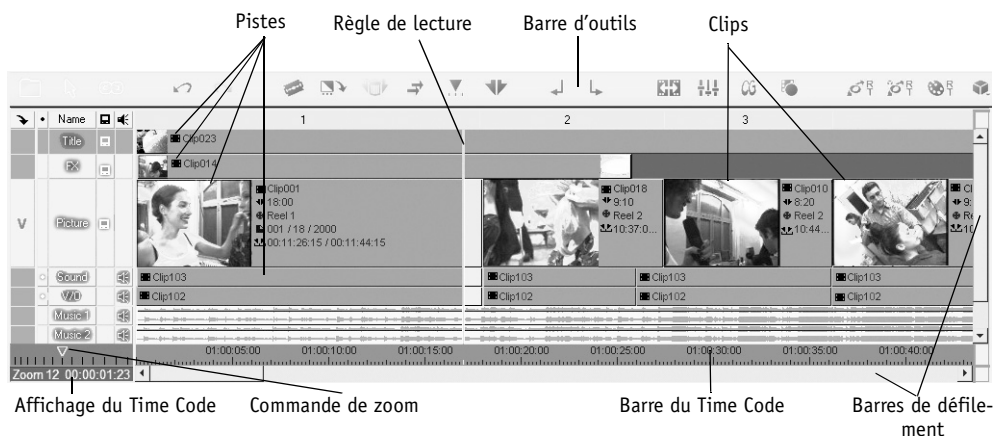 Pistes Règle de lecture Barre d'outils Clips
Name 1 2 3
Title Clip023
FX Clip014
V Picture
Clip001
18:00
Reel 1
001 / 18 / 2000
00:11:26:15 / 00:11:44:15
Clip018
9:10
Reel 2
10:37:0...
Clip010
8:20
Reel 2
10:44...
Sound Clip103 Clip103 Clip103 Clip103
V/O Clip102 Clip102 Clip102 Clip102
Music 1
Music 2
01:00:05:00 01:00:10:00 01:00:15:00 01:00:20:00 01:00:25:00 01:00:30:00 01:00:35:00 01:00:40:00
Zoom 12 00:00:01:23
Affichage du Time Code Commande de zoom Barre du Time Code Barres de défile-
ment